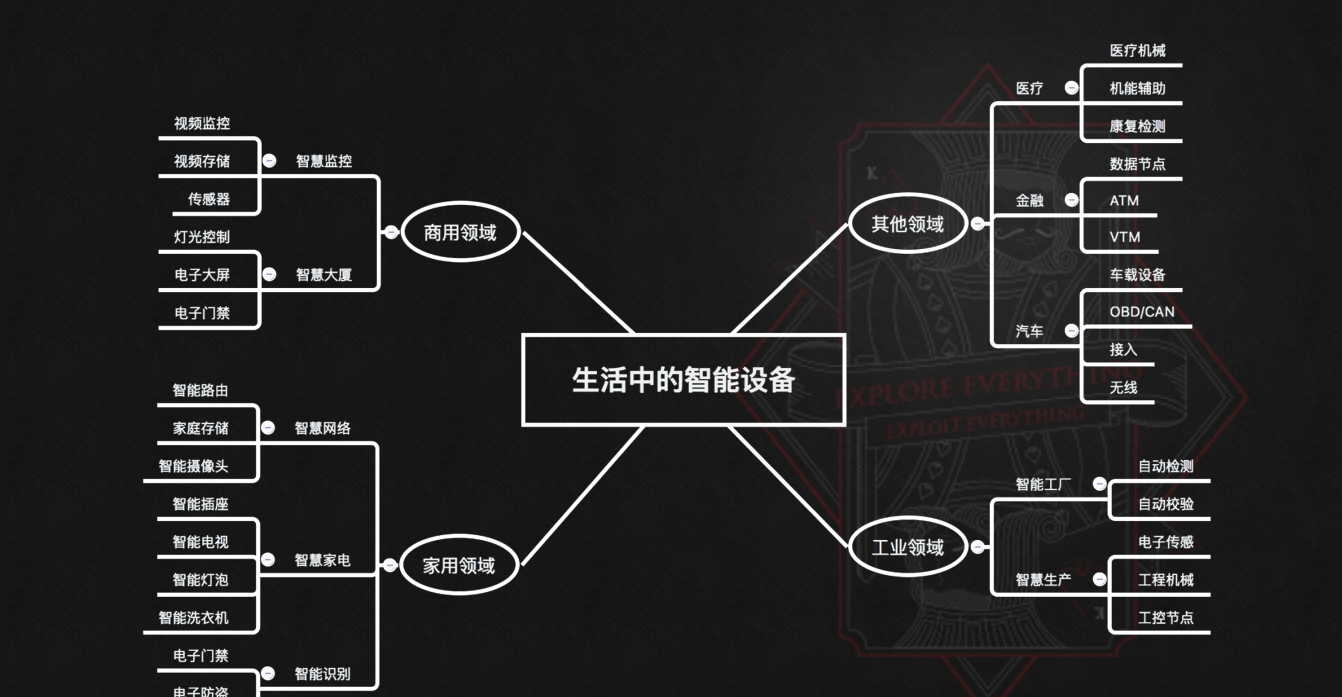 生活中的智能设备
商用领域
智慧监控
视频监控
视频存储
传感器
智慧大厦
灯光控制
电子大屏
电子门禁
家用领域
智慧网络
智能路由
家庭存储
智能摄像头
智慧家电
智能插座
智能电视
智能灯泡
智能洗衣机
智能识别
电子门禁
电子防盗
其他领域
医疗
医疗机械
机能辅助
康复检测
金融
数据节点
ATM
VTM
汽车
车载设备
OBD/CAN
接入
无线
工业领域
智能工厂
自动检测
自动校验
智慧生产
电子传感
工程机械
工控节点
K
EXPLORE EVERYTHING
EXPLOIT EVERYTHING
K